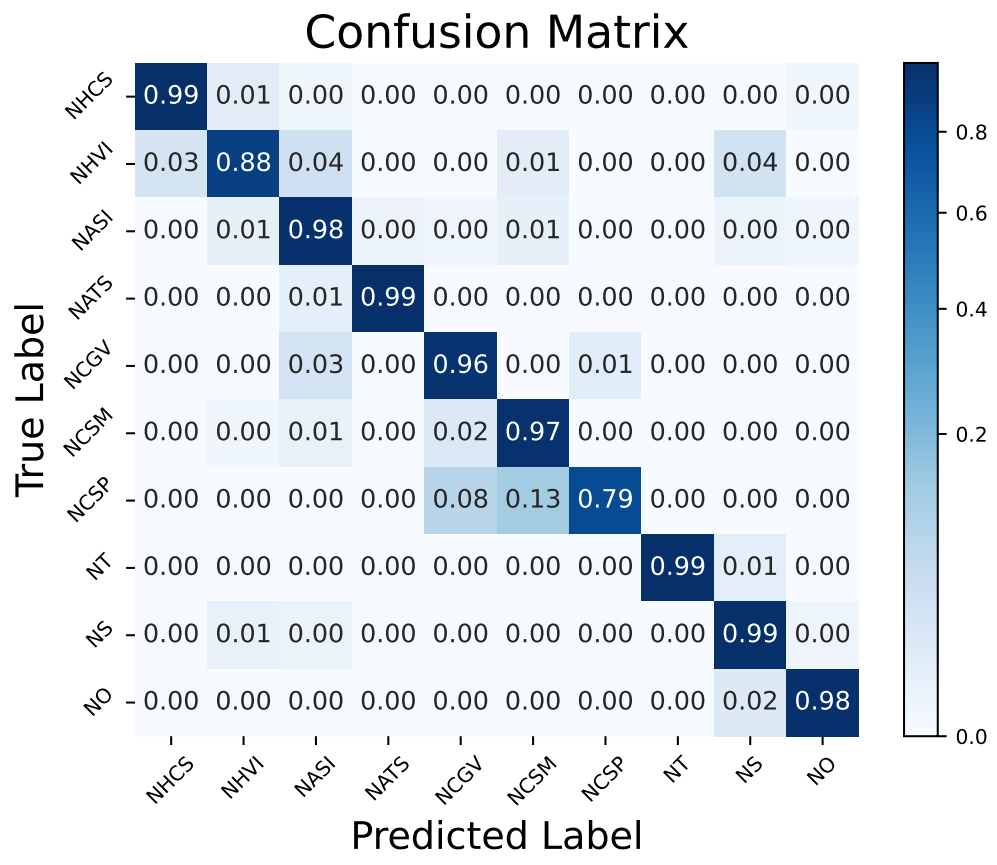 Confusion Matrix
NHCS 0.99 0.01 0.00 0.00 0.00 0.00 0.00 0.00 0.00 0.00
NHVI 0.03 0.88 0.04 0.00 0.00 0.01 0.00 0.00 0.04 0.00
NASI 0.00 0.01 0.98 0.00 0.00 0.01 0.00 0.00 0.00 0.00
NATS 0.00 0.00 0.01 0.99 0.00 0.00 0.00 0.00 0.00 0.00
NCGV 0.00 0.00 0.03 0.00 0.96 0.00 0.01 0.00 0.00 0.00
NCSM 0.00 0.00 0.01 0.00 0.02 0.97 0.00 0.00 0.00 0.00
NCSP 0.00 0.00 0.00 0.00 0.08 0.13 0.79 0.00 0.00 0.00
NT 0.00 0.00 0.00 0.00 0.00 0.00 0.00 0.99 0.01 0.00
NS 0.00 0.01 0.00 0.00 0.00 0.00 0.00 0.00 0.99 0.00
NO 0.00 0.00 0.00 0.00 0.00 0.00 0.00 0.00 0.02 0.98
NHCS NHVI NASI NATS NCGV NCSM NCSP NT NS NO
Predicted Label
True Label
0.8
0.6
0.4
0.2
0.0